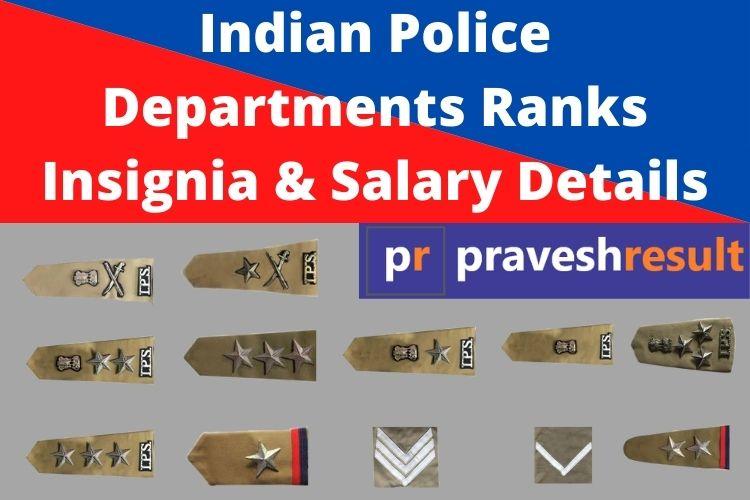 Indian Police
Departments Ranks
Insignia & Salary Details
pr praveshresult
I.P.S.
I.P.S.
I.P.S.
I.P.S.
I.P.S.
I.P.S.
I.P.S.